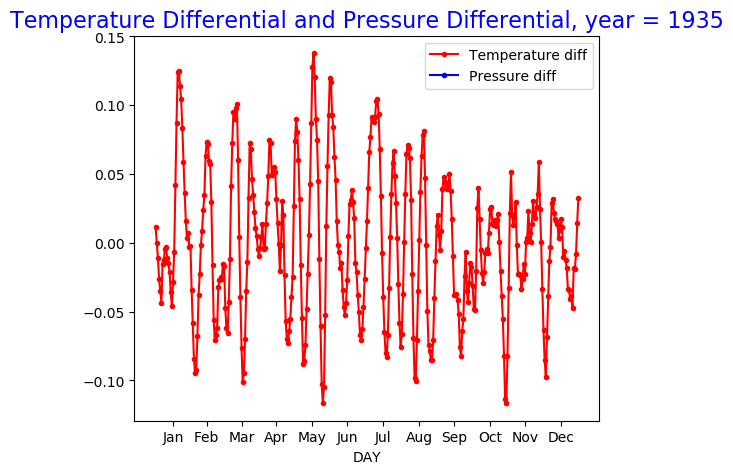 Temperature Differential and Pressure Differential, year = 1935
0.15
0.10
0.05
0.00
−0.05
−0.10
Temperature diff
Pressure diff
Jan Feb Mar Apr May Jun Jul Aug Sep Oct Nov Dec
DAY